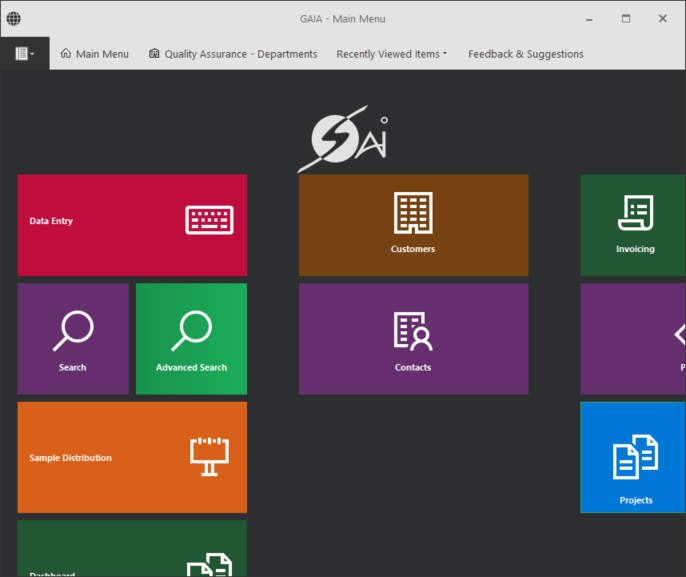 GAIA - Main Menu
Main Menu
Quality Assurance - Departments
Recently Viewed Items
Feedback & Suggestions
SAi
Data Entry
Customers
Invoicing
Search
Advanced Search
Contacts
P
Sample Distribution
Projects
Dashboard